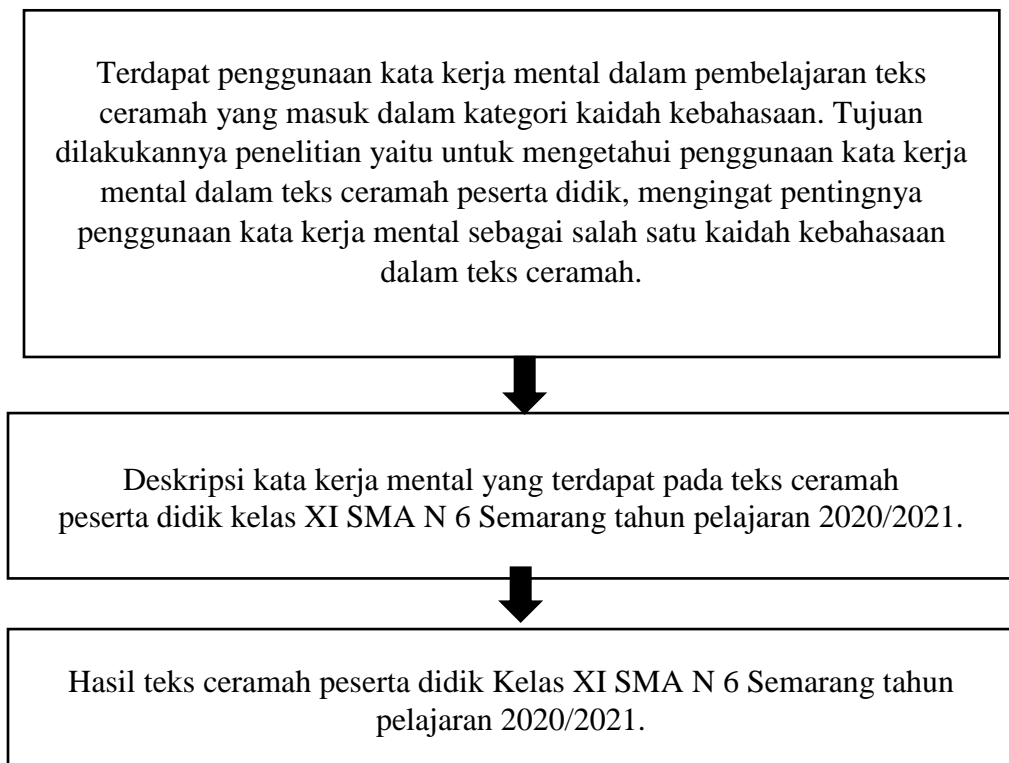 Terdapat penggunaan kata kerja mental dalam pembelajaran teks
ceramah yang masuk dalam kategori kaidah kebahasaan. Tujuan
dilakukannya penelitian yaitu untuk mengetahui penggunaan kata kerja
mental dalam teks ceramah peserta didik, mengingat pentingnya
penggunaan kata kerja mental sebagai salah satu kaidah kebahasaan
dalam teks ceramah.
Deskripsi kata kerja mental yang terdapat pada teks ceramah
peserta didik kelas XI SMA N 6 Semarang tahun pelajaran 2020/2021.
Hasil teks ceramah peserta didik Kelas XI SMA N 6 Semarang tahun
pelajaran 2020/2021.